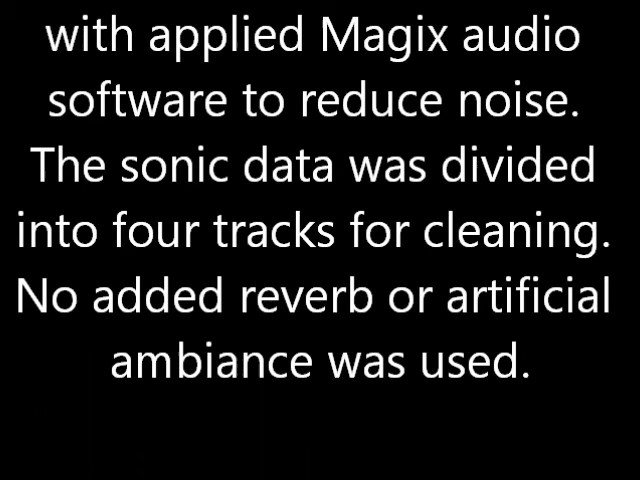 with applied Magix audio
software to reduce noise.
The sonic data was divided
into four tracks for cleaning.
No added reverb or artificial
ambiance was used.